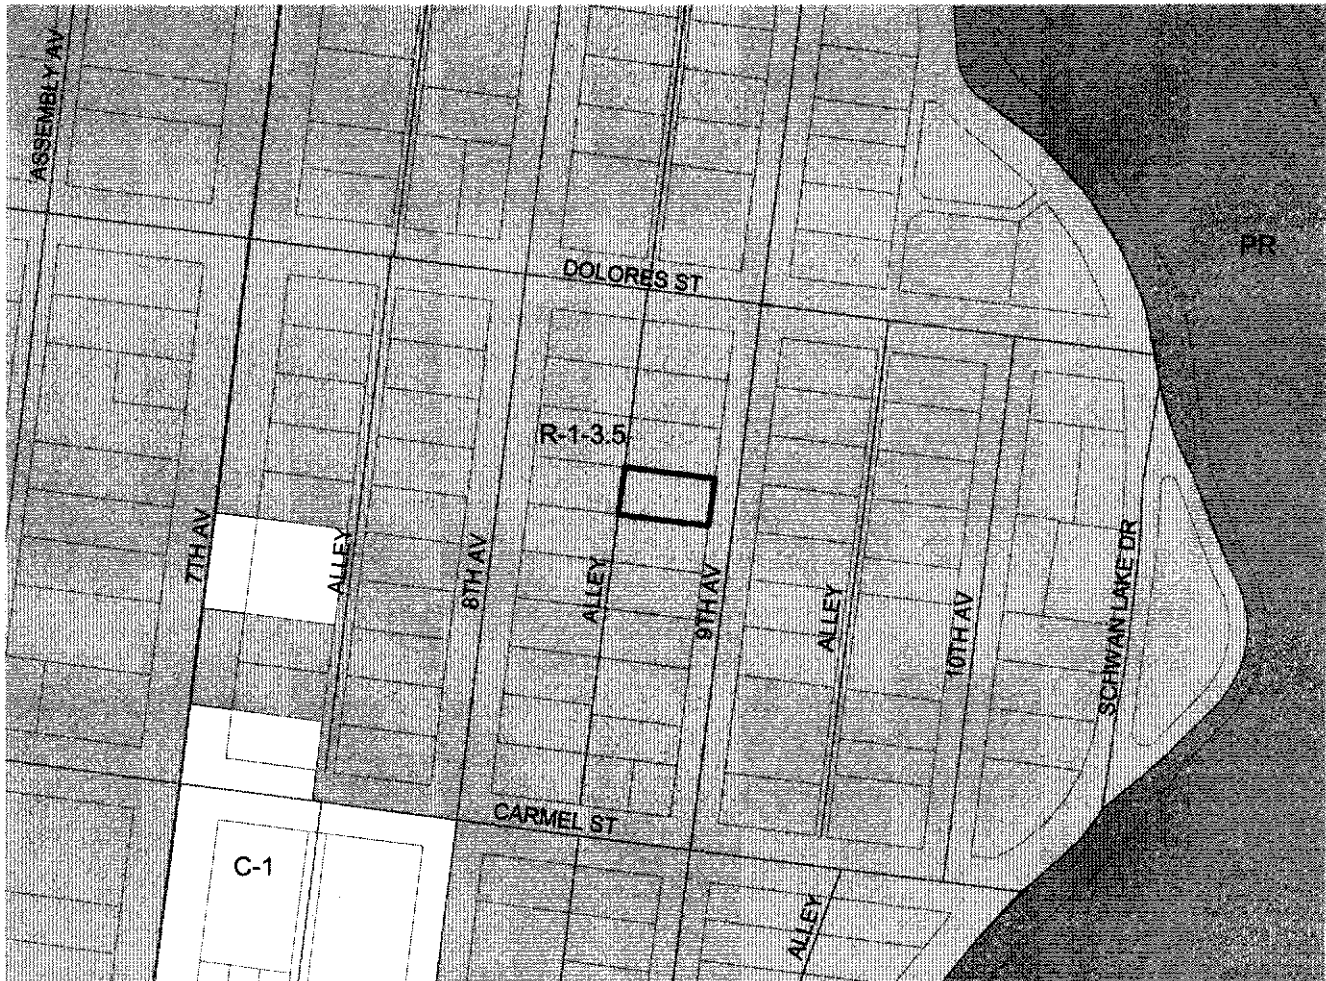 ASSEMBLY AV
PR
DOLORES ST
R-1-3.5
7TH AV
ALLEY
8TH AV
ALLEY
9TH AV
ALLEY
10TH AV
SCHWAN LAKE DR
CARMEL ST
C-1
ALLEY